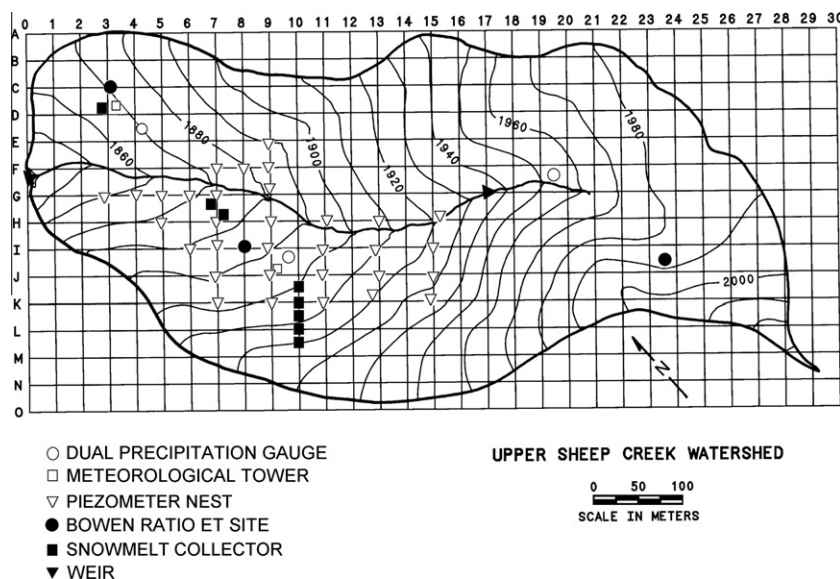 0 1 2 3 4 5 6 7 8 9 10 11 12 13 14 15 16 17 18 19 20 21 22 23 24 25 26 27 28 29 30
A
B
C
D
E
F
G
H
I
J
K
L
M
N
O
1860
1880
1900
1920
1940
1960
1980
2000
N
DUAL PRECIPITATION GAUGE
METEOROLOGICAL TOWER
PIEZOMETER NEST
BOWEN RATIO ET SITE
SNOWMELT COLLECTOR
WEIR
UPPER SHEEP CREEK WATERSHED
0 50 100
SCALE IN METERS